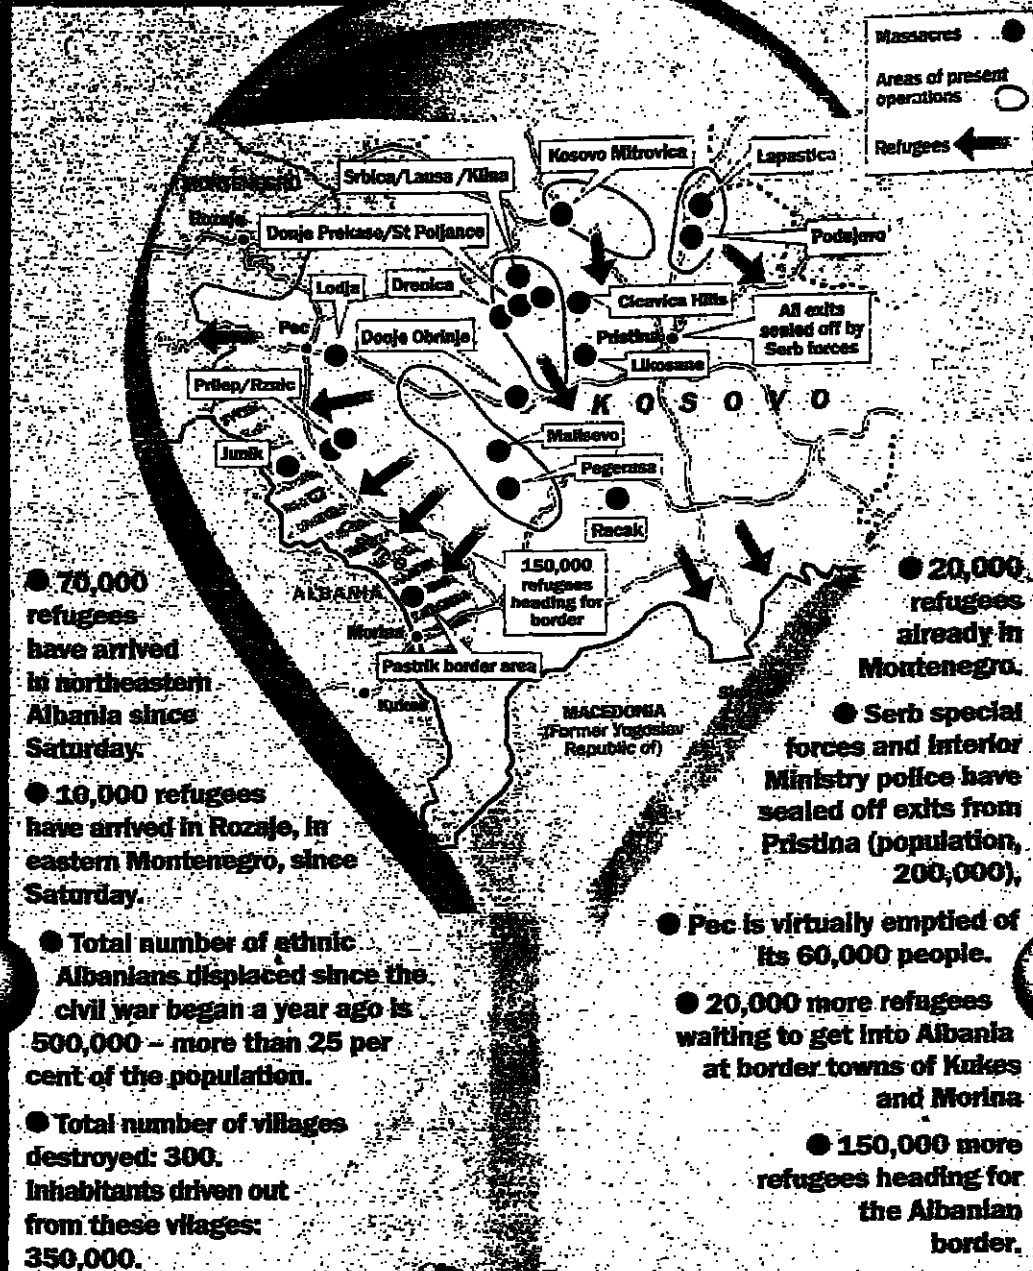 Massacres
Areas of present
operations
Refugees
MONTENEGRO
Rozaje
Srbica/Lausa /Klina
Kosovo Mitrovica
Lapastica
Donje Prekase/St Poljance
Podujevo
Lodja
Drenica
Cicavica Hills
All exits
sealed off by
Serb forces
Pec
Donje Obrinje
Pristina
Likosane
Prilep/Rznic
KOSOVO
Malisevo
Junik
Pegerusa
Racak
150,000
refugees
heading for
border
ALBANIA
Morina
Pastrik border area
Kukes
MACEDONIA
(Former Yugoslav
Republic of)
● 70,000
refugees
have arrived
in northeastern
Albania since
Saturday.
● 10,000 refugees
have arrived in Rozaje, in
eastern Montenegro, since
Saturday.
● Total number of ethnic
Albanians displaced since the
civil war began a year ago is
500,000 – more than 25 per
cent of the population.
● Total number of villages
destroyed: 300.
Inhabitants driven out
from these villages:
350,000.
● 20,000
refugees
already in
Montenegro.
● Serb special
forces and Interior
Ministry police have
sealed off exits from
Pristina (population,
200,000),
● Pec is virtually emptied of
its 60,000 people.
● 20,000 more refugees
waiting to get into Albania
at border towns of Kukes
and Morina
● 150,000 more
refugees heading for
the Albanian
border.